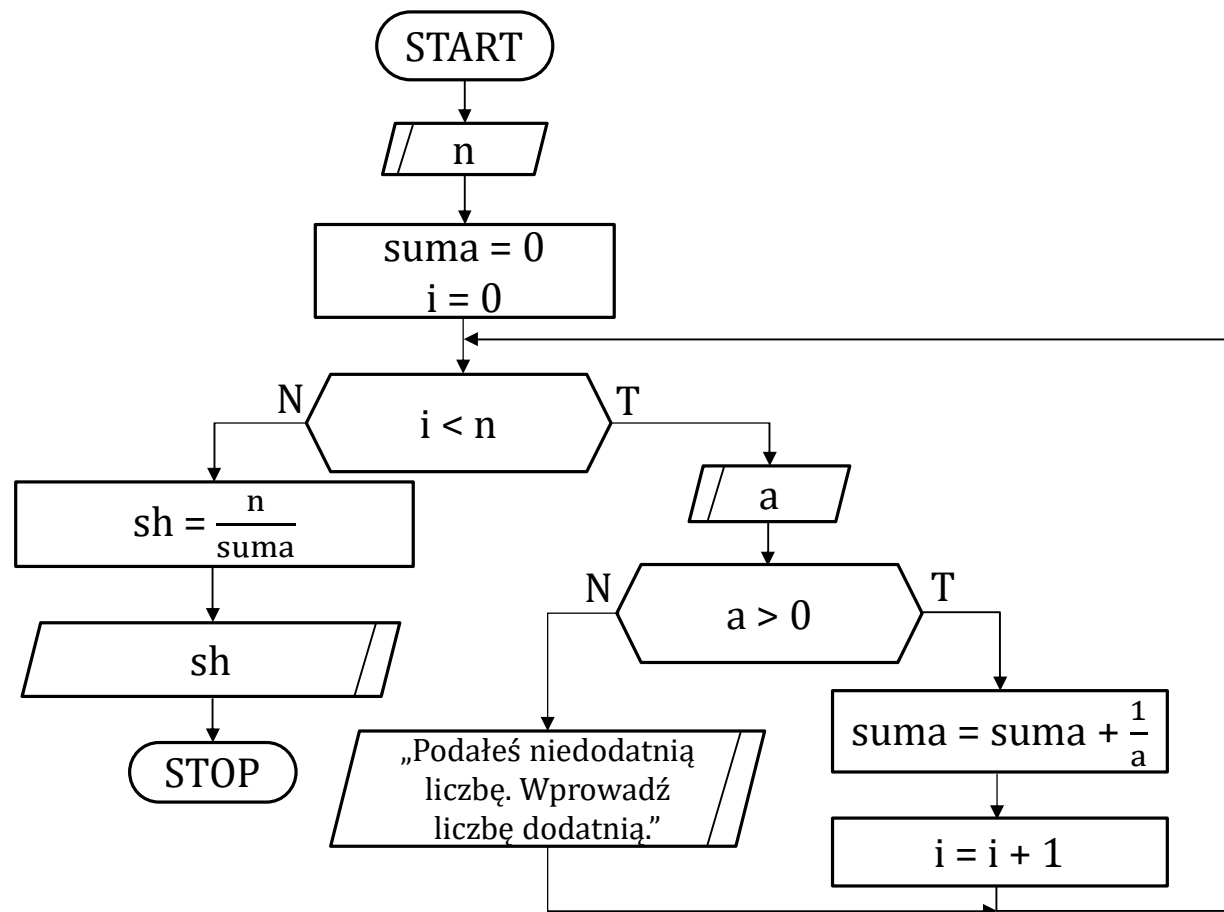 START
n
suma = 0
i = 0
i < n
N
T
sh = n/suma
sh
STOP
a
a > 0
N
T
„Podałeś niedodatnią
liczbę. Wprowadź
liczbę dodatnią.”
suma = suma + 1/a
i = i + 1